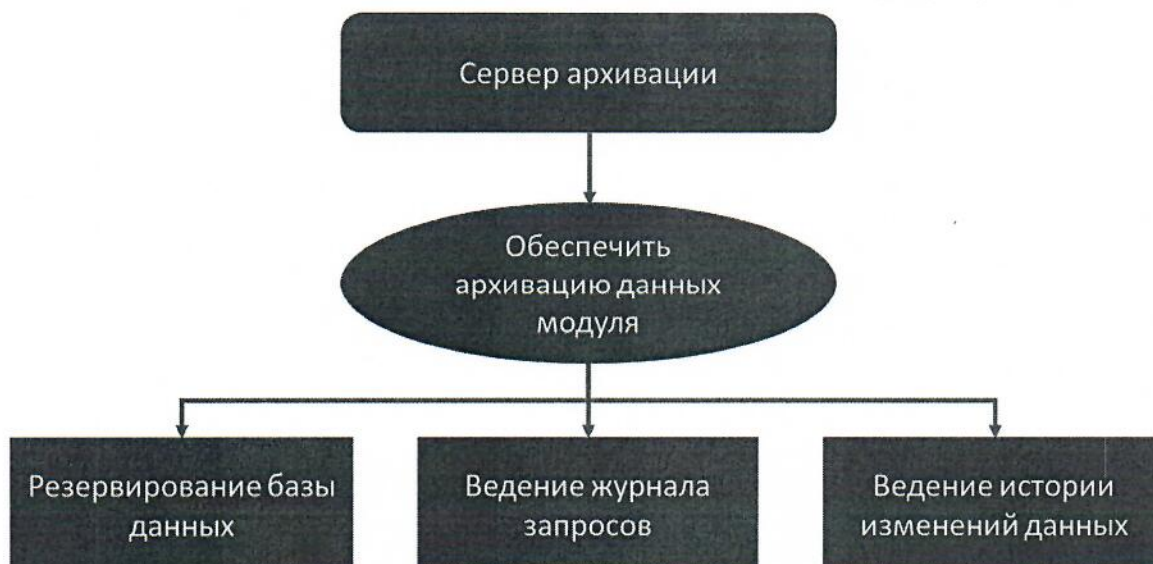 Сервер архивации
Обеспечить
архивацию данных
модуля
Резервирование базы
данных
Ведение журнала
запросов
Ведение истории
изменений данных